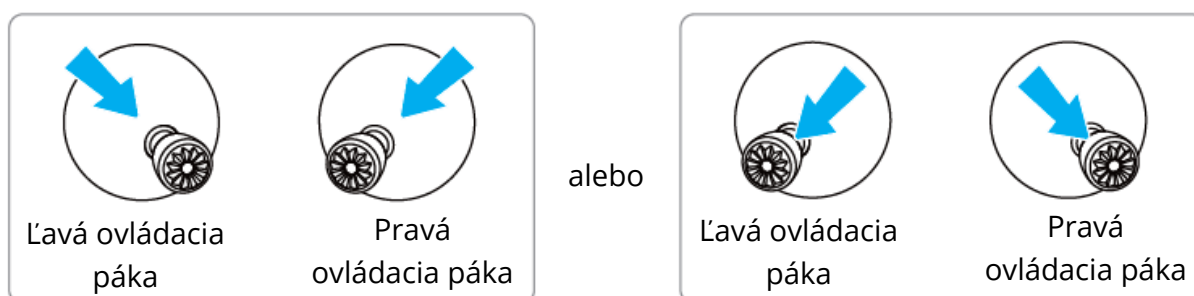 Ľavá ovládacia
páka
Pravá
ovládacia páka
alebo
Ľavá ovládacia
páka
Pravá
ovládacia páka